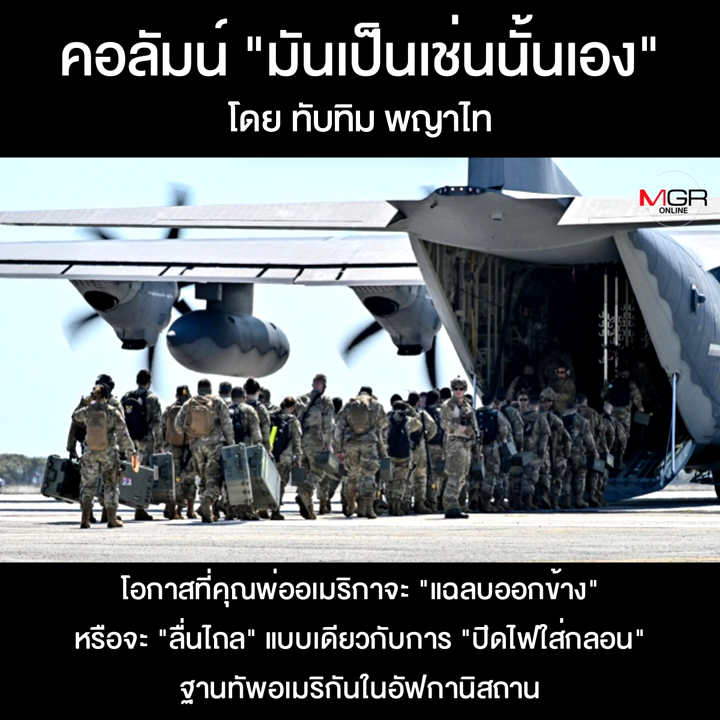 คอลัมน์ "มันเป็นเช่นนั้นเอง"
โดย ทับทิม พญาไท
MGR
ONLINE
โอกาสที่คุณพ่ออเมริกาจะ "แฉลบออกข้าง"
หรือจะ "ลื่นไถล" แบบเดียวกับการ "ปิดไฟใส่กลอน"
ฐานทัพอเมริกันในอัฟกานิสถาน